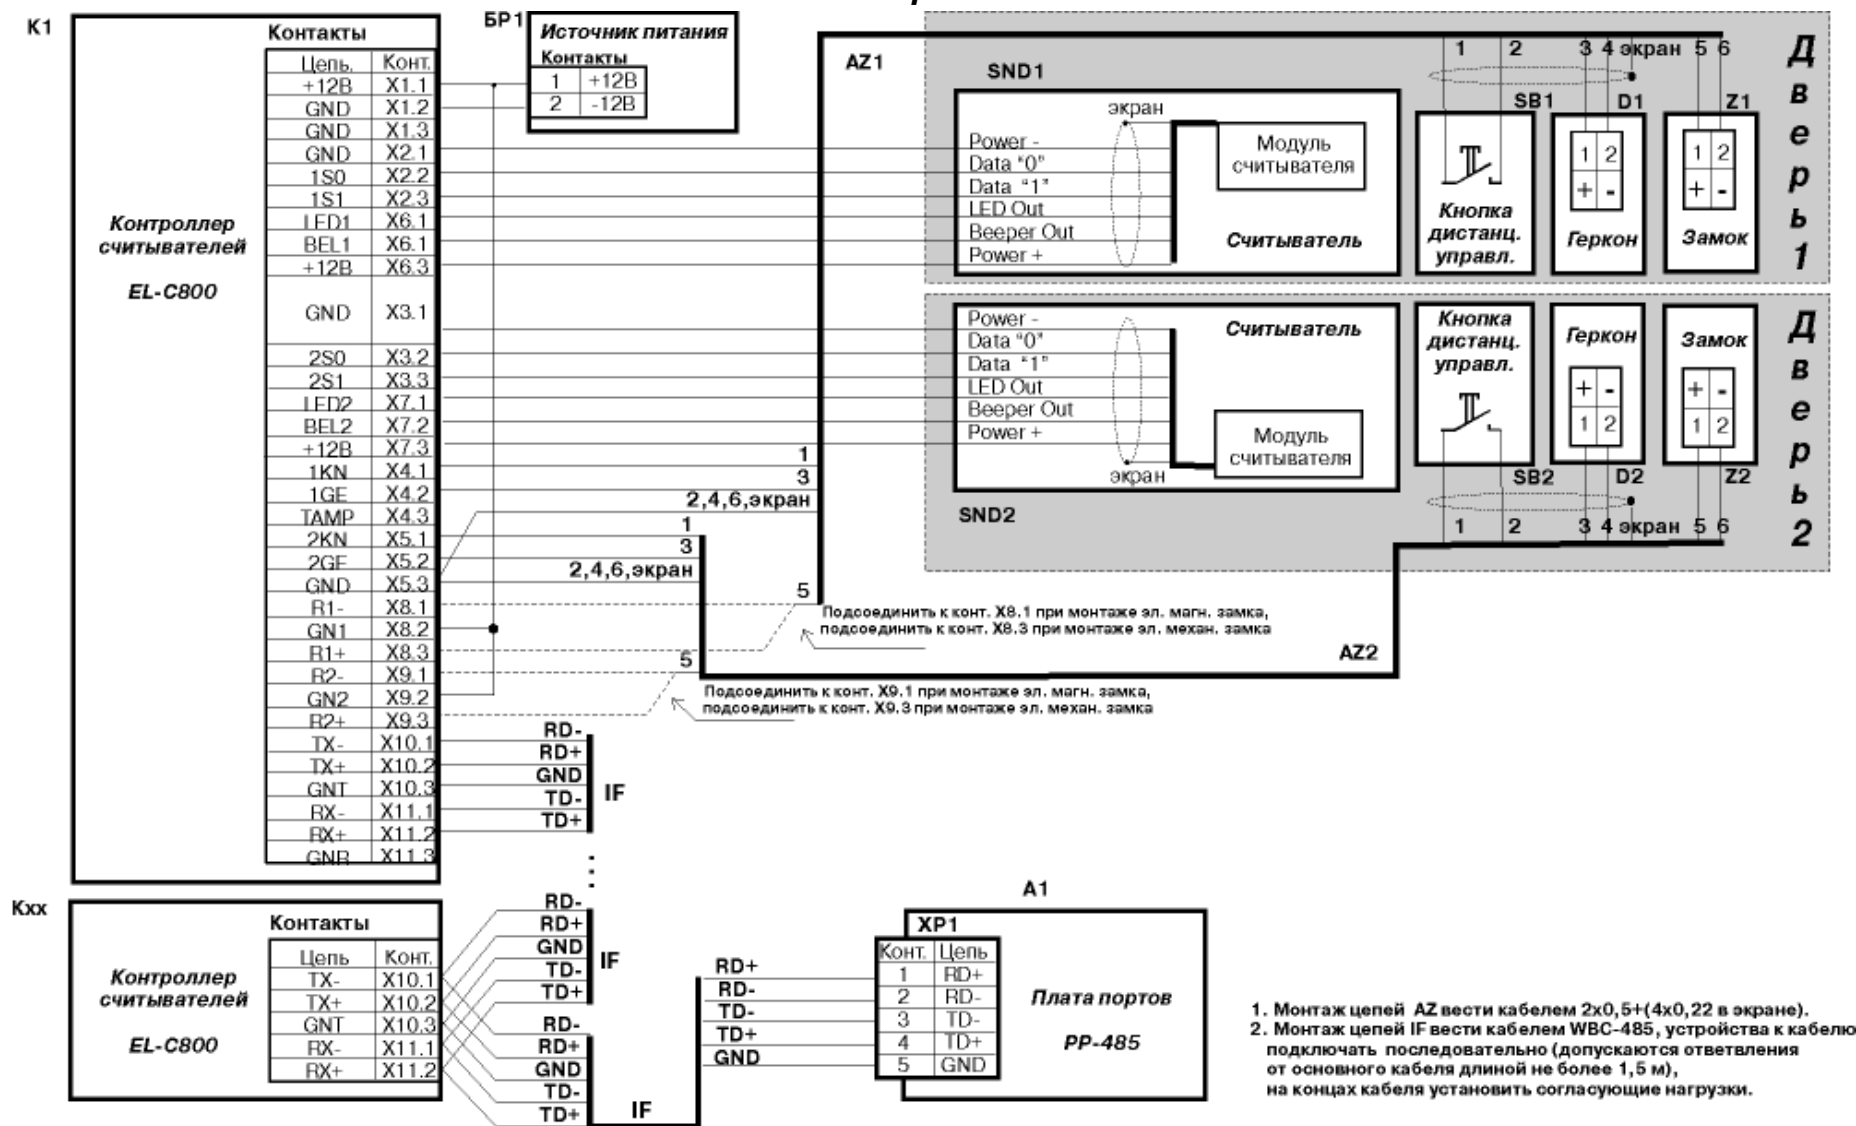 К1
Контакты
Цепь. Конт.
+12В X1.1
GND X1.2
GND X1.3
GND X2.1
1S0 X2.2
1S1 X2.3
LED1 X6.1
BEL1 X6.1
+12В X6.3
GND X3.1
2S0 X3.2
2S1 X3.3
LED2 X7.1
BEL2 X7.2
+12В X7.3
1KN X4.1
1GE X4.2
TAMP X4.3
2KN X5.1
2GE X5.2
GND X5.3
R1- X8.1
GN1 X8.2
R1+ X8.3
R2- X9.1
GN2 X9.2
R2+ X9.3
TX- X10.1
TX+ X10.2
GNT X10.3
RX- X11.1
RX+ X11.2
GNR X11.3
Контроллер
считывателей
EL-C800
БР1
Источник питания
Контакты
1 +12В
2 -12В
AZ1
SND1
экран
Power -
Data "0"
Data "1"
LED Out
Beeper Out
Power +
Модуль
считывателя
Считыватель
1 2 3 4 экран 5 6
SB1 D1 Z1
Кнопка
дистанц.
управл.
1 2
+ -
Геркон
1 2
+ -
Замок
Дверь 1
Power -
Data "0"
Data "1"
LED Out
Beeper Out
Power +
Считыватель
Модуль
считывателя
экран
SND2
Кнопка
дистанц.
управл.
Геркон
+ -
1 2
Замок
+ -
1 2
SB2 D2 Z2
1 2 3 4 экран 5 6
Дверь 2
1
3
2,4,6,экран
1
3
2,4,6,экран
5
Подсоединить к конт. X8.1 при монтаже эл. магн. замка,
подсоединить к конт. X8.3 при монтаже эл. механ. замка
AZ2
5
Подсоединить к конт. X9.1 при монтаже эл. магн. замка,
подсоединить к конт. X9.3 при монтаже эл. механ. замка
RD-
RD+
GND
TD-
TD+
IF
Кхх
Контакты
Цепь Конт.
TX- X10.1
TX+ X10.2
GNT X10.3
RX- X11.1
RX+ X11.2
Контроллер
считывателей
EL-C800
RD-
RD+
GND
TD-
TD+
IF
RD-
RD+
GND
TD-
TD+
IF
RD+
RD-
TD-
TD+
GND
А1
XP1
Конт. Цепь
1 RD+
2 RD-
3 TD-
4 TD+
5 GND
Плата портов
PP-485
1. Монтаж цепей AZ вести кабелем 2х0,5+(4х0,22 в экране).
2. Монтаж цепей IF вести кабелем WBC-485, устройства к кабелю
подключать последовательно (допускаются ответвления
от основного кабеля длиной не более 1,5 м),
на концах кабеля установить согласующие нагрузки.